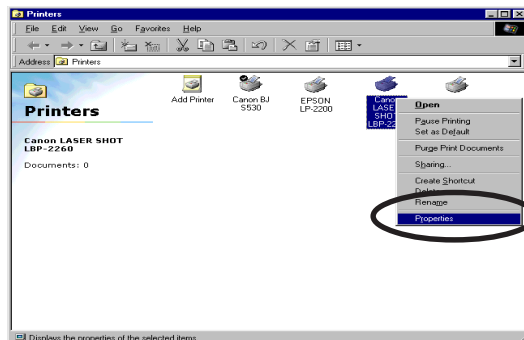 Printers
File Edit View Go Favorites Help
Address Printers
Printers
Canon LASER SHOT
LBP-2260
Documents: 0
Add Printer
Canon BJ
S530
EPSON
LP-2200
Open
Pause Printing
Set as Default
Purge Print Documents
Sharing...
Create Shortcut
Rename
Properties
Displays the properties of the selected items.